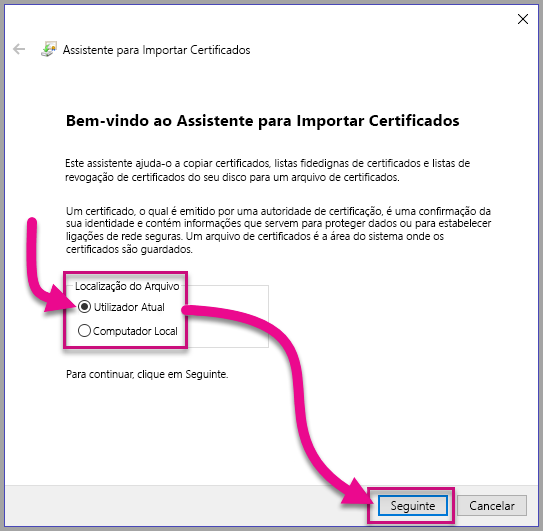 Assistente para Importar Certificados
Bem-vindo ao Assistente para Importar Certificados
Este assistente ajuda-o a copiar certificados, listas fidedignas de certificados e listas de
revogação de certificados do seu disco para um arquivo de certificados.
Um certificado, o qual é emitido por uma autoridade de certificação, é uma confirmação da
sua identidade e contém informações que servem para proteger dados ou para estabelecer
ligações de rede seguras. Um arquivo de certificados é a área do sistema onde os
certificados são guardados.
Localização do Arquivo
Utilizador Atual
Computador Local
Para continuar, clique em Seguinte.
Seguinte
Cancelar